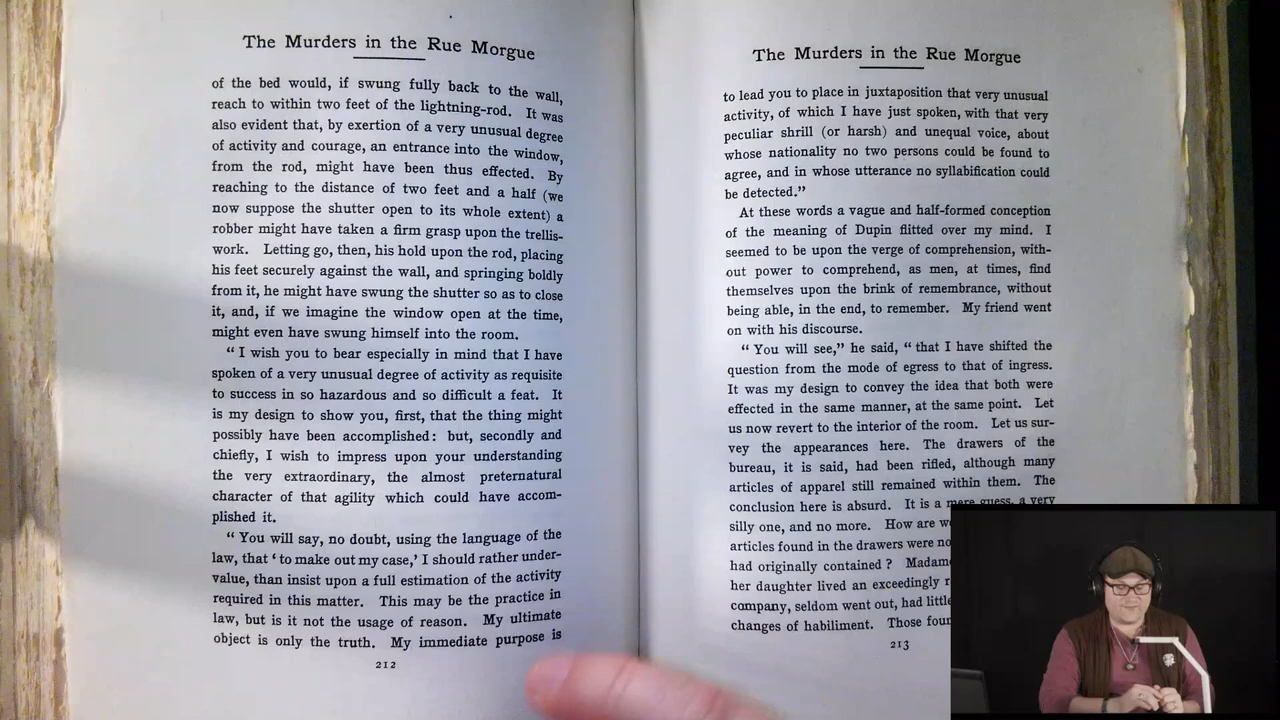 The Murders in the Rue Morgue
of the bed would, if swung fully back to the wall,
reach to within two feet of the lightning-rod. It was
also evident that, by exertion of a very unusual degree
of activity and courage, an entrance into the window,
from the rod, might have been thus effected. By
reaching to the distance of two feet and a half (we
now suppose the shutter open to its whole extent) a
robber might have taken a firm grasp upon the trellis-
work. Letting go, then, his hold upon the rod, placing
his feet securely against the wall, and springing boldly
from it, he might have swung the shutter so as to close
it, and, if we imagine the window open at the time,
might even have swung himself into the room.
“ I wish you to bear especially in mind that I have
spoken of a very unusual degree of activity as requisite
to success in so hazardous and so difficult a feat. It
is my design to show you, first, that the thing might
possibly have been accomplished: but, secondly and
chiefly, I wish to impress upon your understanding
the very extraordinary, the almost preternatural
character of that agility which could have accom-
plished it.
“ You will say, no doubt, using the language of the
law, that ‘ to make out my case,’ I should rather under-
value, than insist upon a full estimation of the activity
required in this matter. This may be the practice in
law, but is it not the usage of reason. My ultimate
object is only the truth. My immediate purpose is
212
The Murders in the Rue Morgue
to lead you to place in juxtaposition that very unusual
activity, of which I have just spoken, with that very
peculiar shrill (or harsh) and unequal voice, about
whose nationality no two persons could be found to
agree, and in whose utterance no syllabification could
be detected.”
At these words a vague and half-formed conception
of the meaning of Dupin flitted over my mind. I
seemed to be upon the verge of comprehension, with-
out power to comprehend, as men, at times, find
themselves upon the brink of remembrance, without
being able, in the end, to remember. My friend went
on with his discourse.
“ You will see,” he said, “ that I have shifted the
question from the mode of egress to that of ingress.
It was my design to convey the idea that both were
effected in the same manner, at the same point. Let
us now revert to the interior of the room. Let us sur-
vey the appearances here. The drawers of the
bureau, it is said, had been rifled, although many
articles of apparel still remained within them. The
conclusion here is absurd. It is a mere guess, a very
silly one, and no more. How are
articles found in the drawers were
had originally contained ?
her daughter lived an exceedingly
company, seldom went out, had
changes of habiliment. Those
213